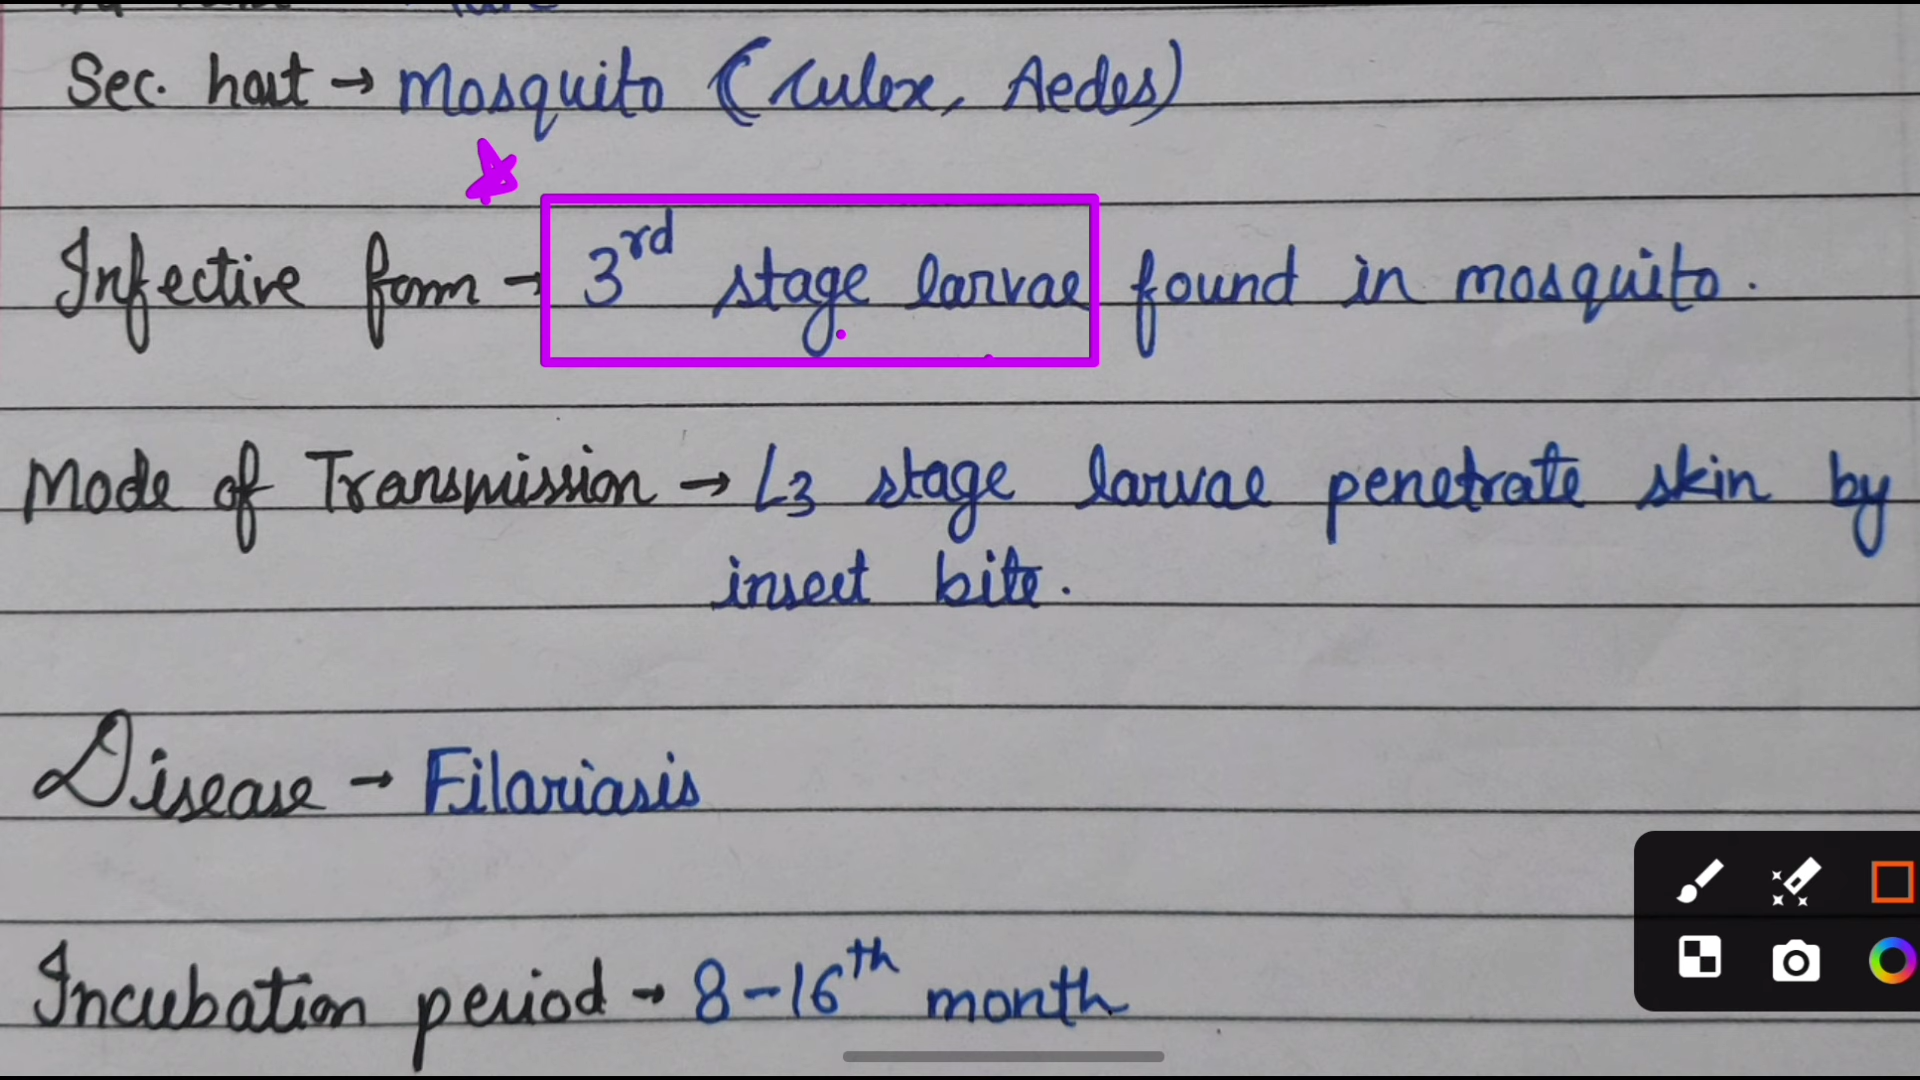 Sec. host → Mosquito (Culex, Aedes)
Infective form → 3rd stage larvae found in mosquito.
Mode of Transmission → L3 stage larvae penetrate skin by
insect bite.
Disease → Filariasis
Incubation period → 8-16th month